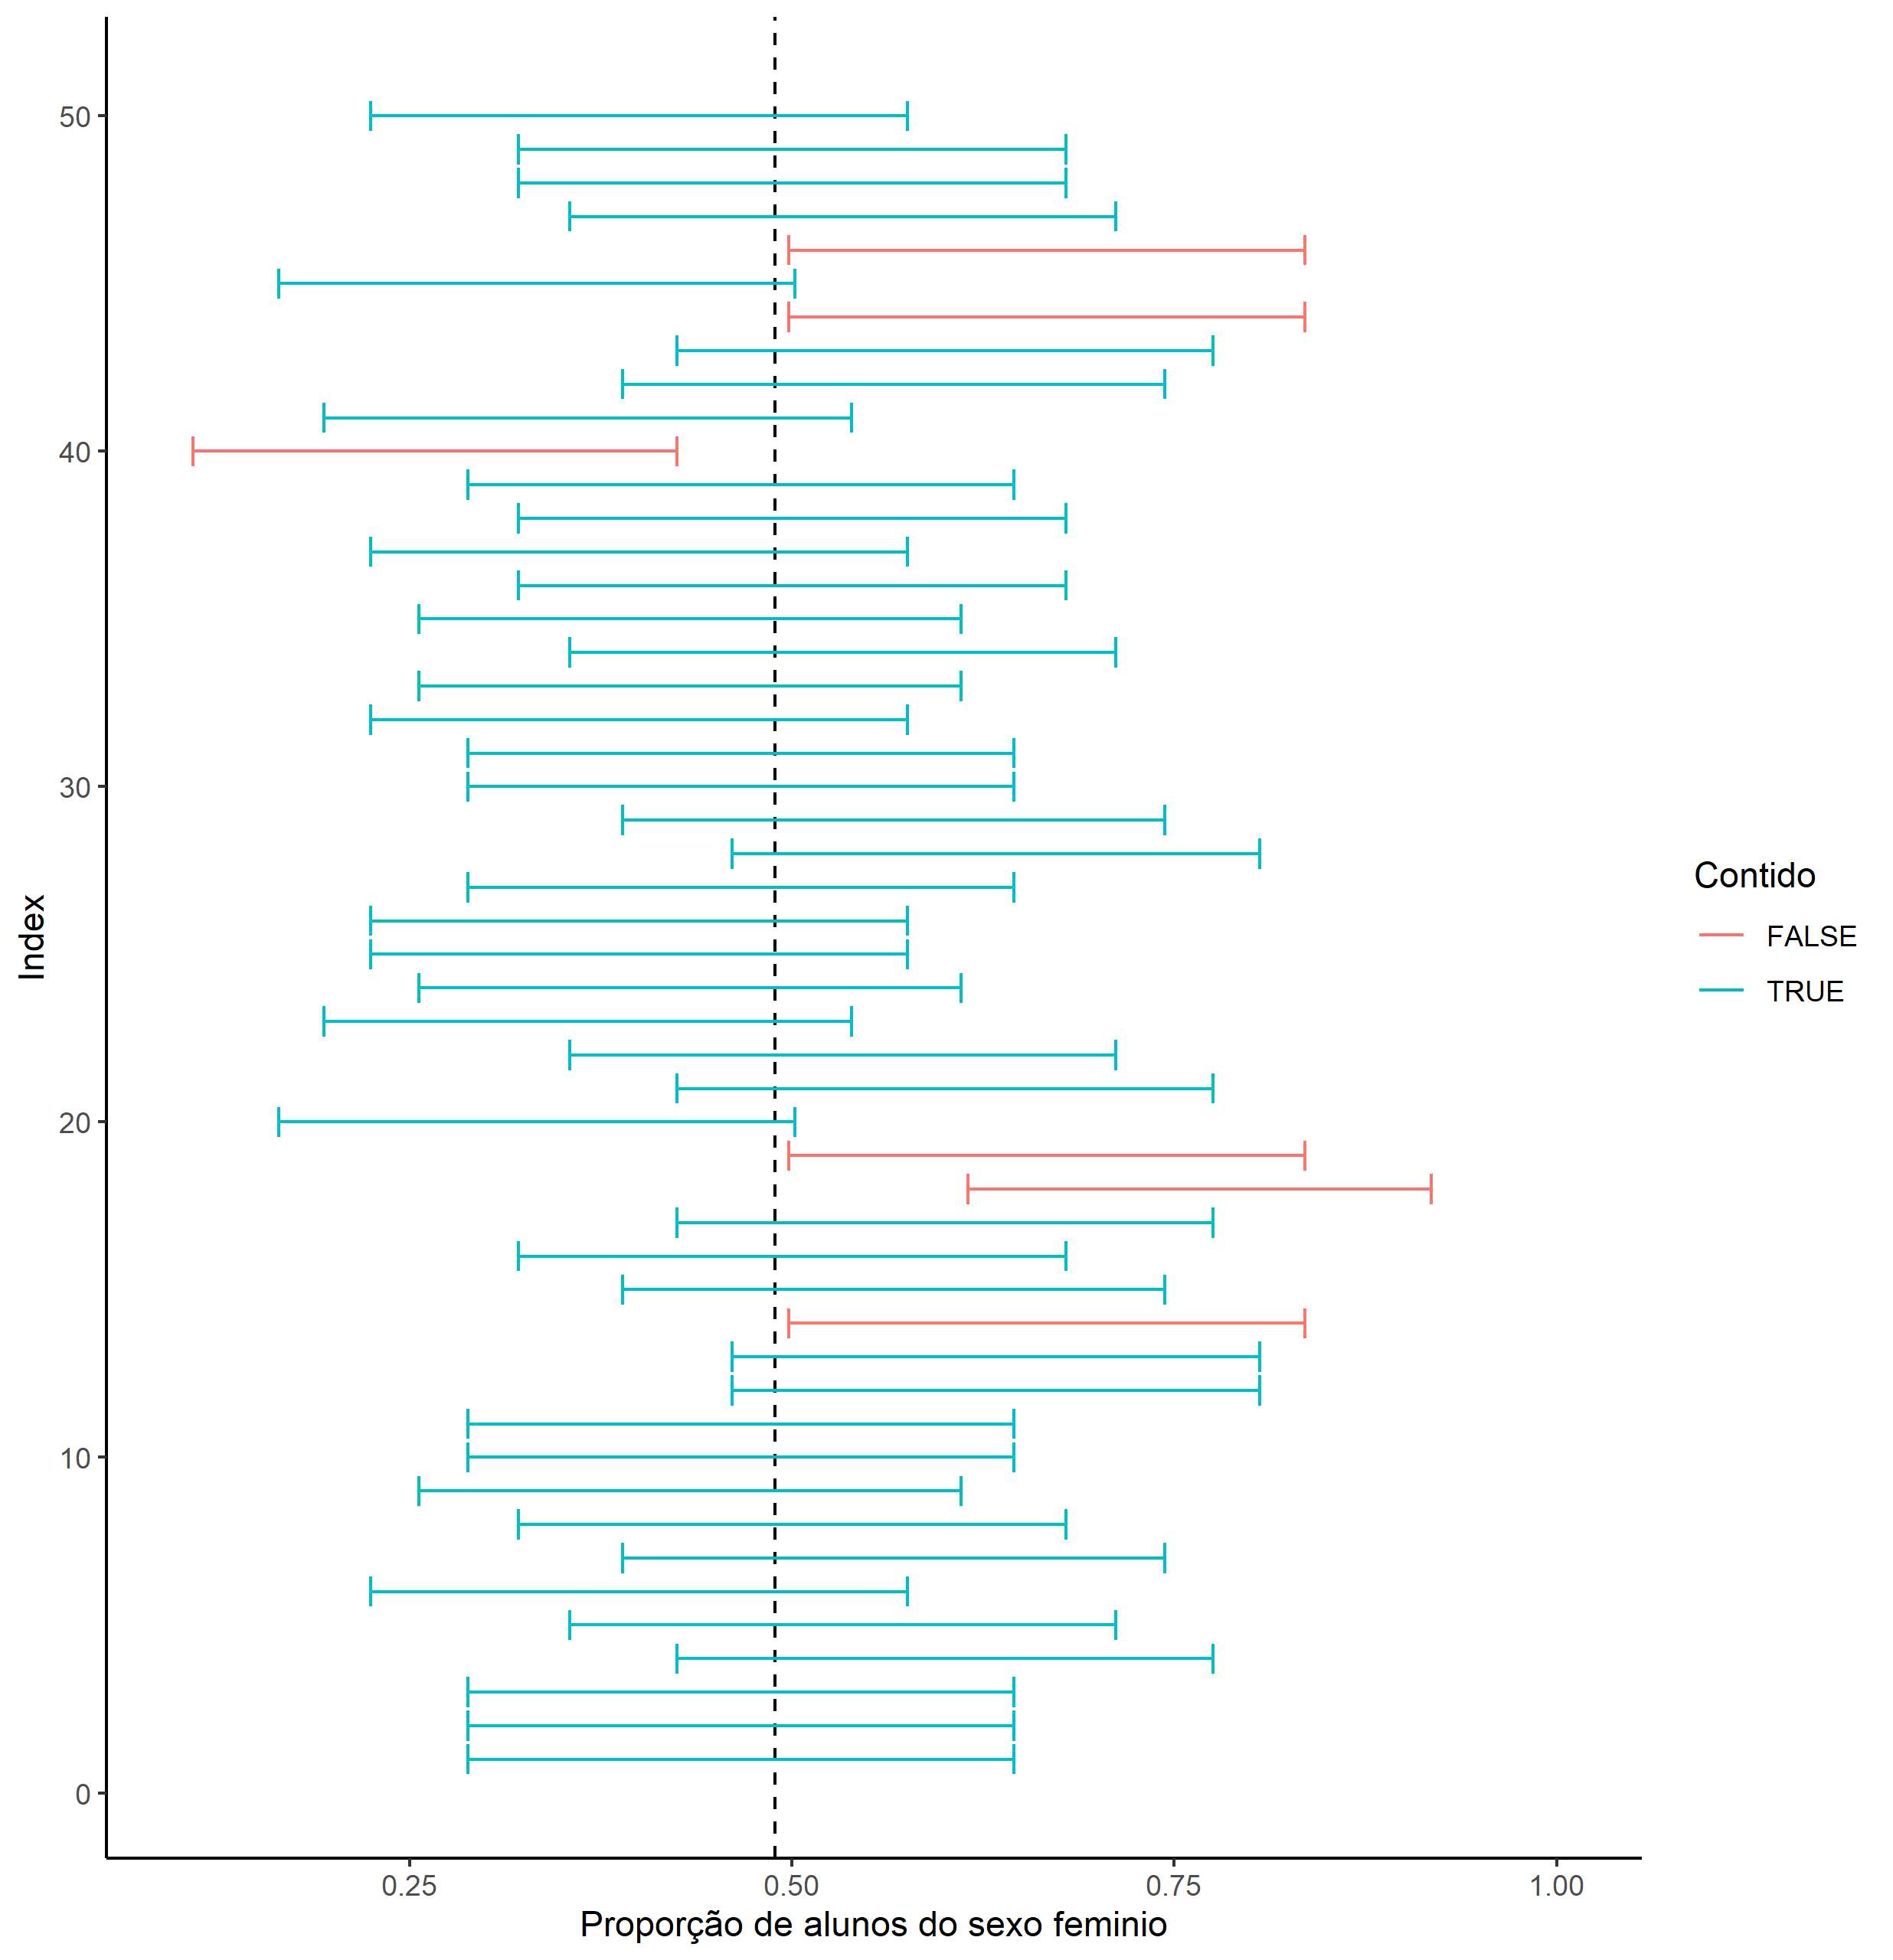 50
40
30
20
10
0
Index
0.25 0.50 0.75 1.00
Proporção de alunos do sexo feminio
Contido
FALSE
TRUE